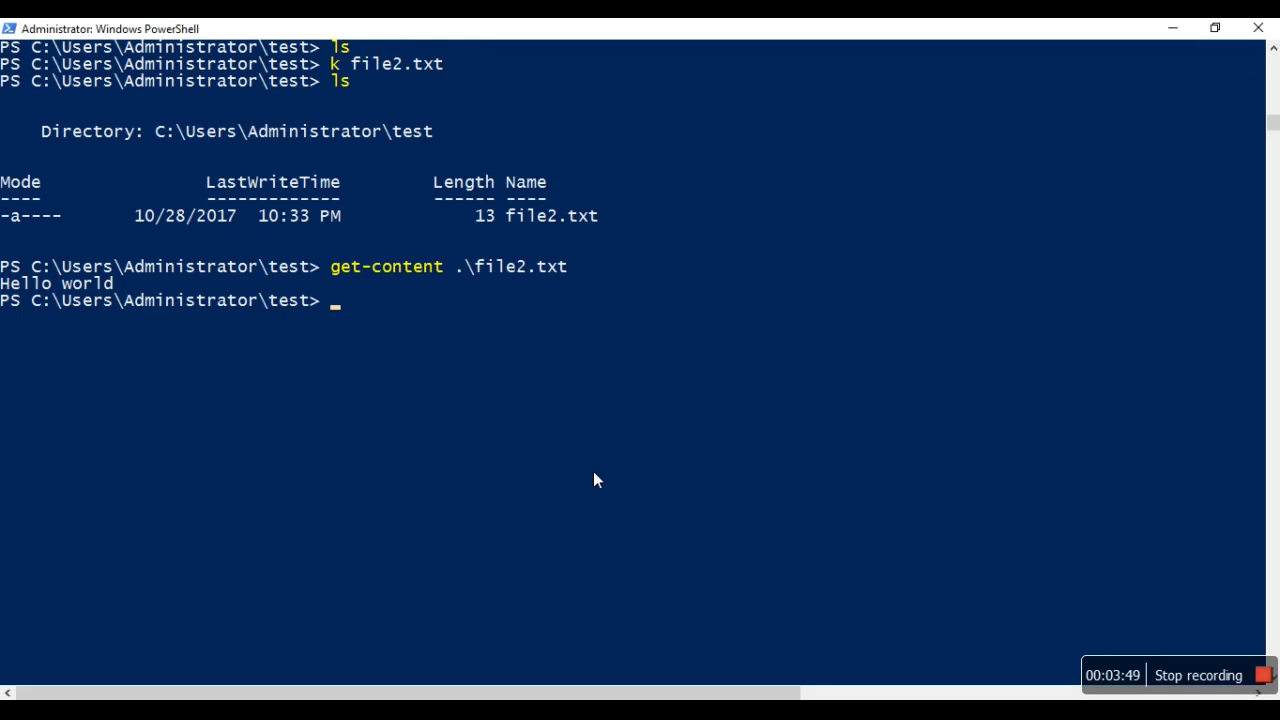 Administrator: Windows PowerShell
PS C:\Users\Administrator\test> ls
PS C:\Users\Administrator\test> k file2.txt
PS C:\Users\Administrator\test> ls
Directory: C:\Users\Administrator\test
Mode LastWriteTime Length Name
---- ------------- ------ ----
-a---- 10/28/2017 10:33 PM 13 file2.txt
PS C:\Users\Administrator\test> get-content .\file2.txt
Hello world
PS C:\Users\Administrator\test> _
00:03:49 Stop recording